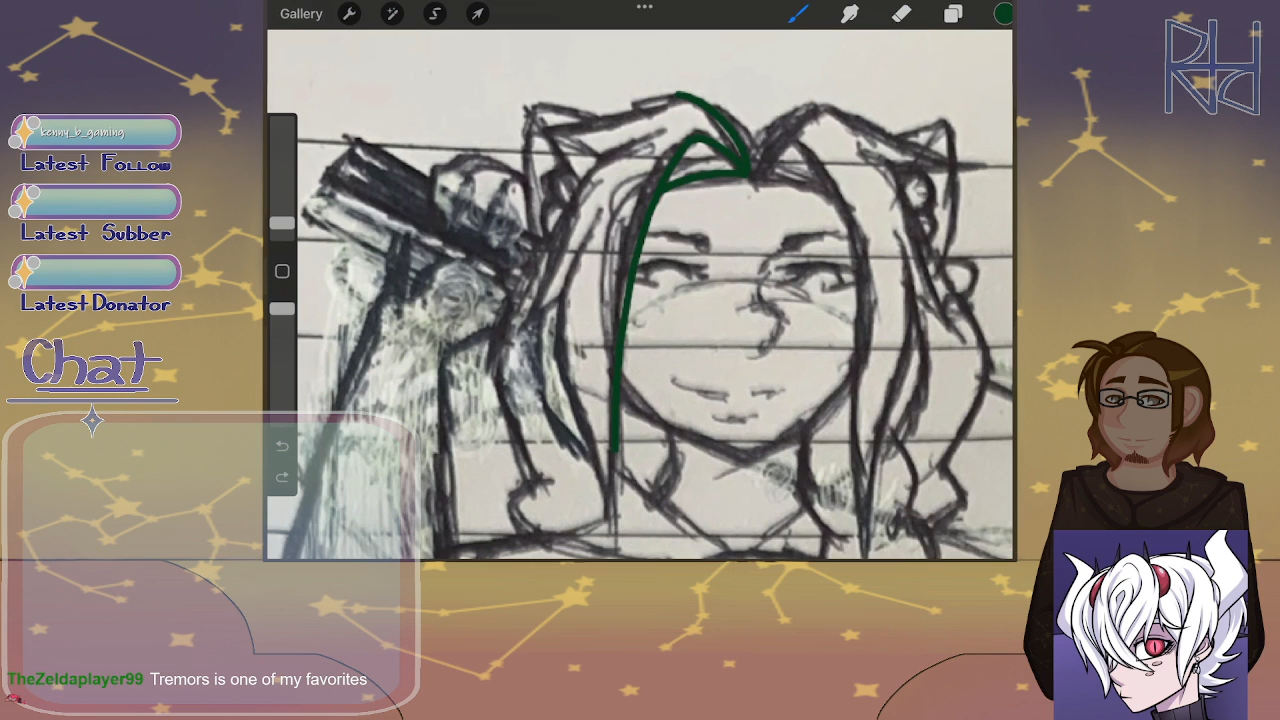 Gallery
kenny_b_gaming
Latest Follow
Latest Subber
Latest Donator
Chat
TheZeldaplayer99 Tremors is one of my favorites